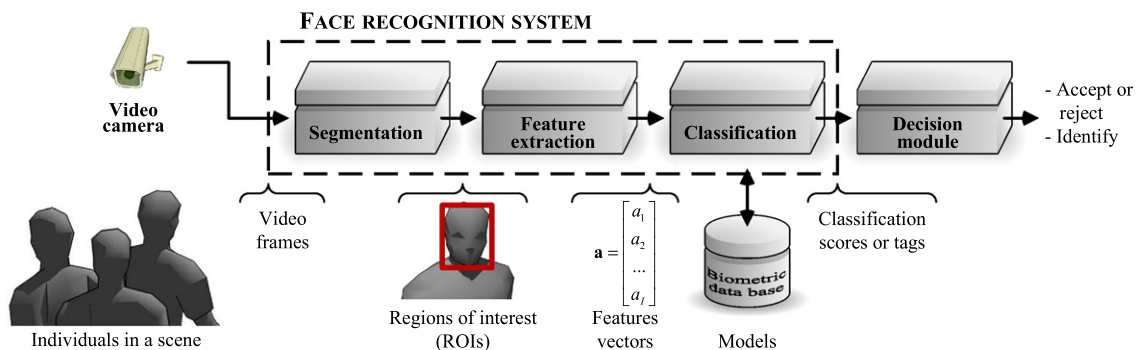 FACE RECOGNITION SYSTEM
Video
camera
Segmentation
Feature
extraction
Classification
Decision
module
- Accept or
reject
- Identify
Video
frames
Regions of interest
(ROIs)
a = [a1
a2
...
aI]
Features
vectors
Biometric
data base
Models
Classification
scores or tags
Individuals in a scene